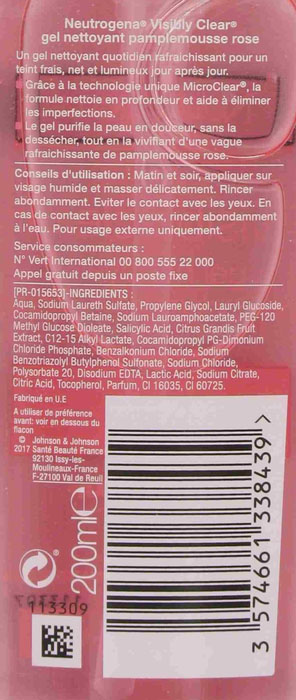 Neutrogena® Visibly Clear®
gel nettoyant pamplemousse rose
Un gel nettoyant quotidien rafraichissant pour un
teint frais, net et lumineux jour après jour.
Grâce à la technologie unique MicroClear®, la
formule nettoie en profondeur et aide à éliminer
les imperfections.
Le gel purifie la peau en douceur, sans la
dessécher, tout en la vivifiant d'une vague
rafraîchissante de pamplemousse rose.
Conseils d'utilisation : Matin et soir, appliquer sur
visage humide et masser délicatement. Rincer
abondamment. Eviter le contact avec les yeux. En
cas de contact avec les yeux, rincer abondamment
à l'eau. Pour usage externe uniquement.
Service consommateurs :
N° Vert International 00 800 555 22 000
Appel gratuit depuis un poste fixe
[PR-015653]-INGREDIENTS :
Aqua, Sodium Laureth Sulfate, Propylene Glycol, Lauryl Glucoside,
Cocamidopropyl Betaine, Sodium Lauroamphoacetate, PEG-120
Methyl Glucose Dioleate, Salicylic Acid, Citrus Grandis Fruit
Extract, C12-15 Alkyl Lactate, Cocamidopropyl PG-Dimonium
Chloride Phosphate, Benzalkonium Chloride, Sodium
Benzotriazolyl Butylphenol Sulfonate, Sodium Chloride,
Polysorbate 20, Disodium EDTA, Lactic Acid, Sodium Citrate,
Citric Acid, Tocopherol, Parfum, CI 16035, CI 60725.
Fabriqué en U.E
A utiliser de préférence
avant: voir en dessous du
flacon
© Johnson & Johnson
2017 Santé Beauté France
92130 Issy-les-
Moulineaux-France
F-27100 Val de Reuil
200ml e
113309
3 574661 338439 >